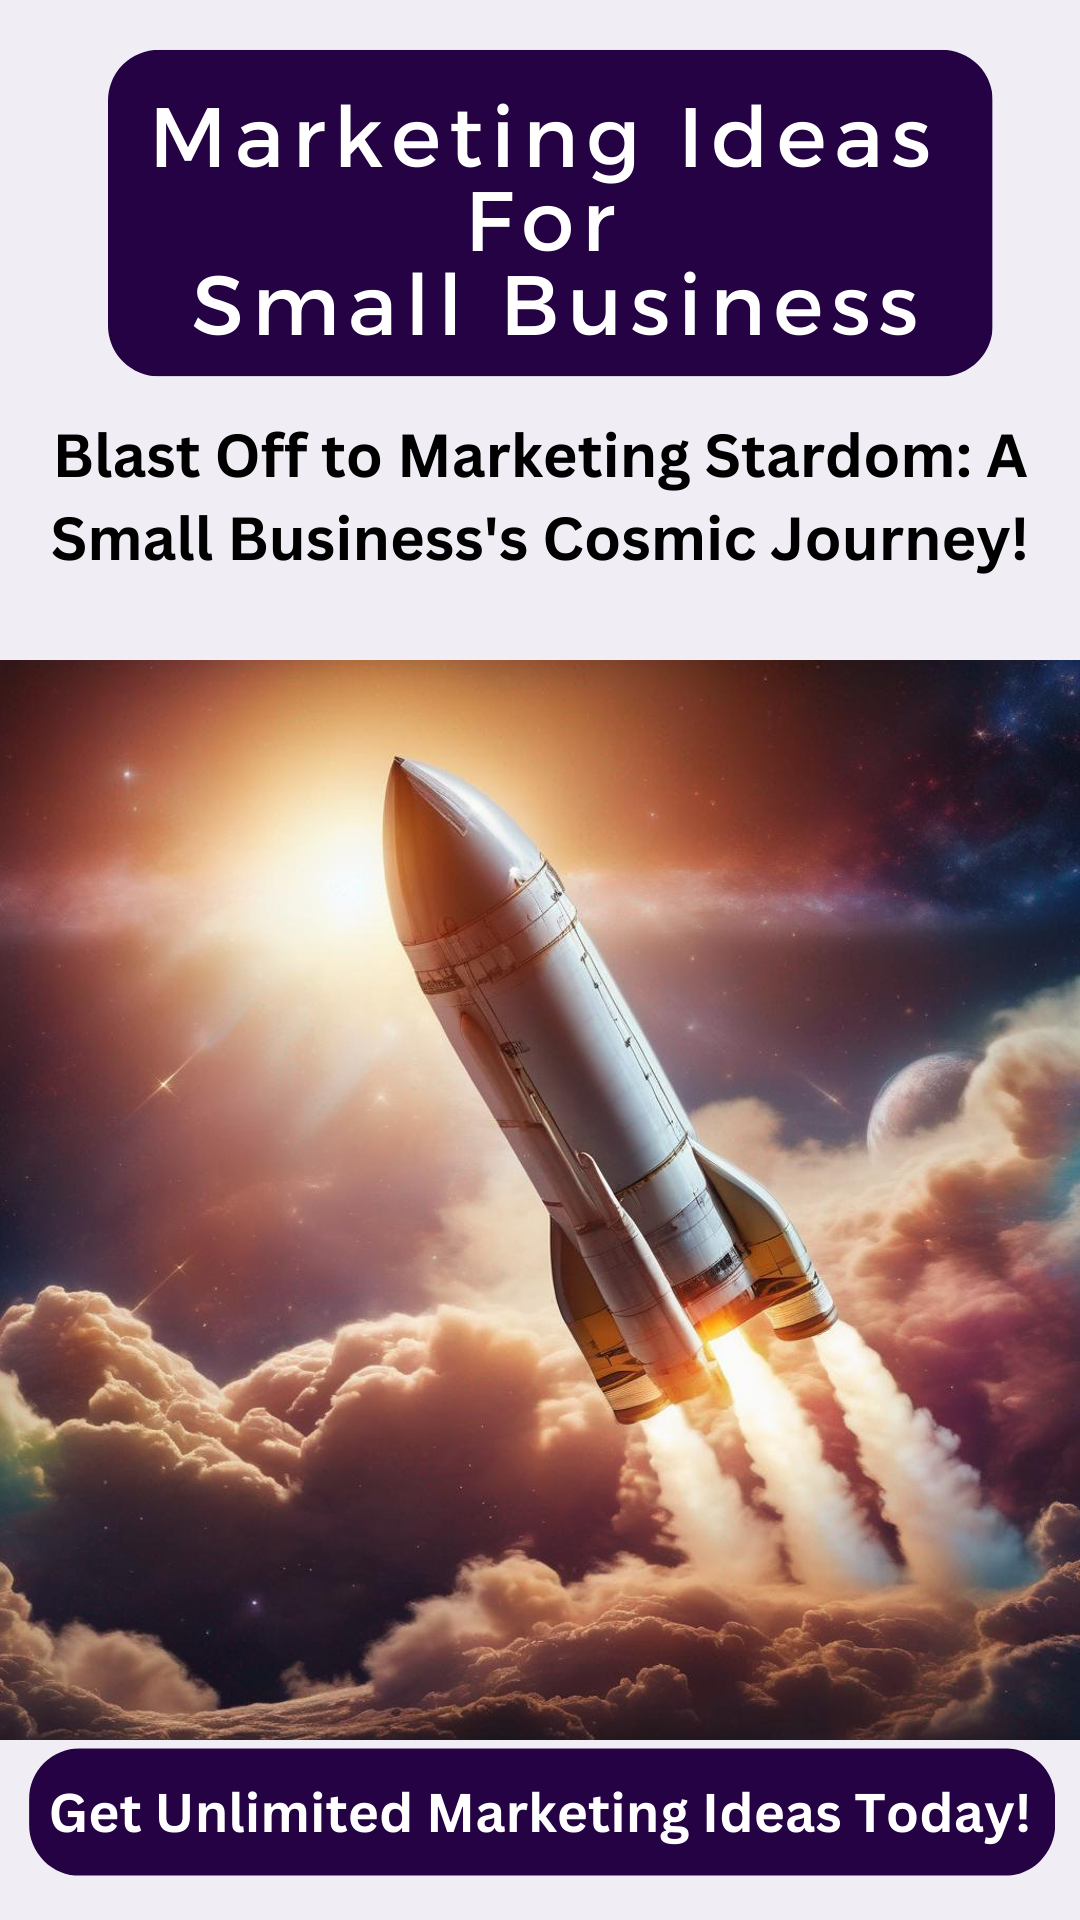 Marketing Ideas
For
Small Business
Blast Off to Marketing Stardom: A
Small Business's Cosmic Journey!
Get Unlimited Marketing Ideas Today!